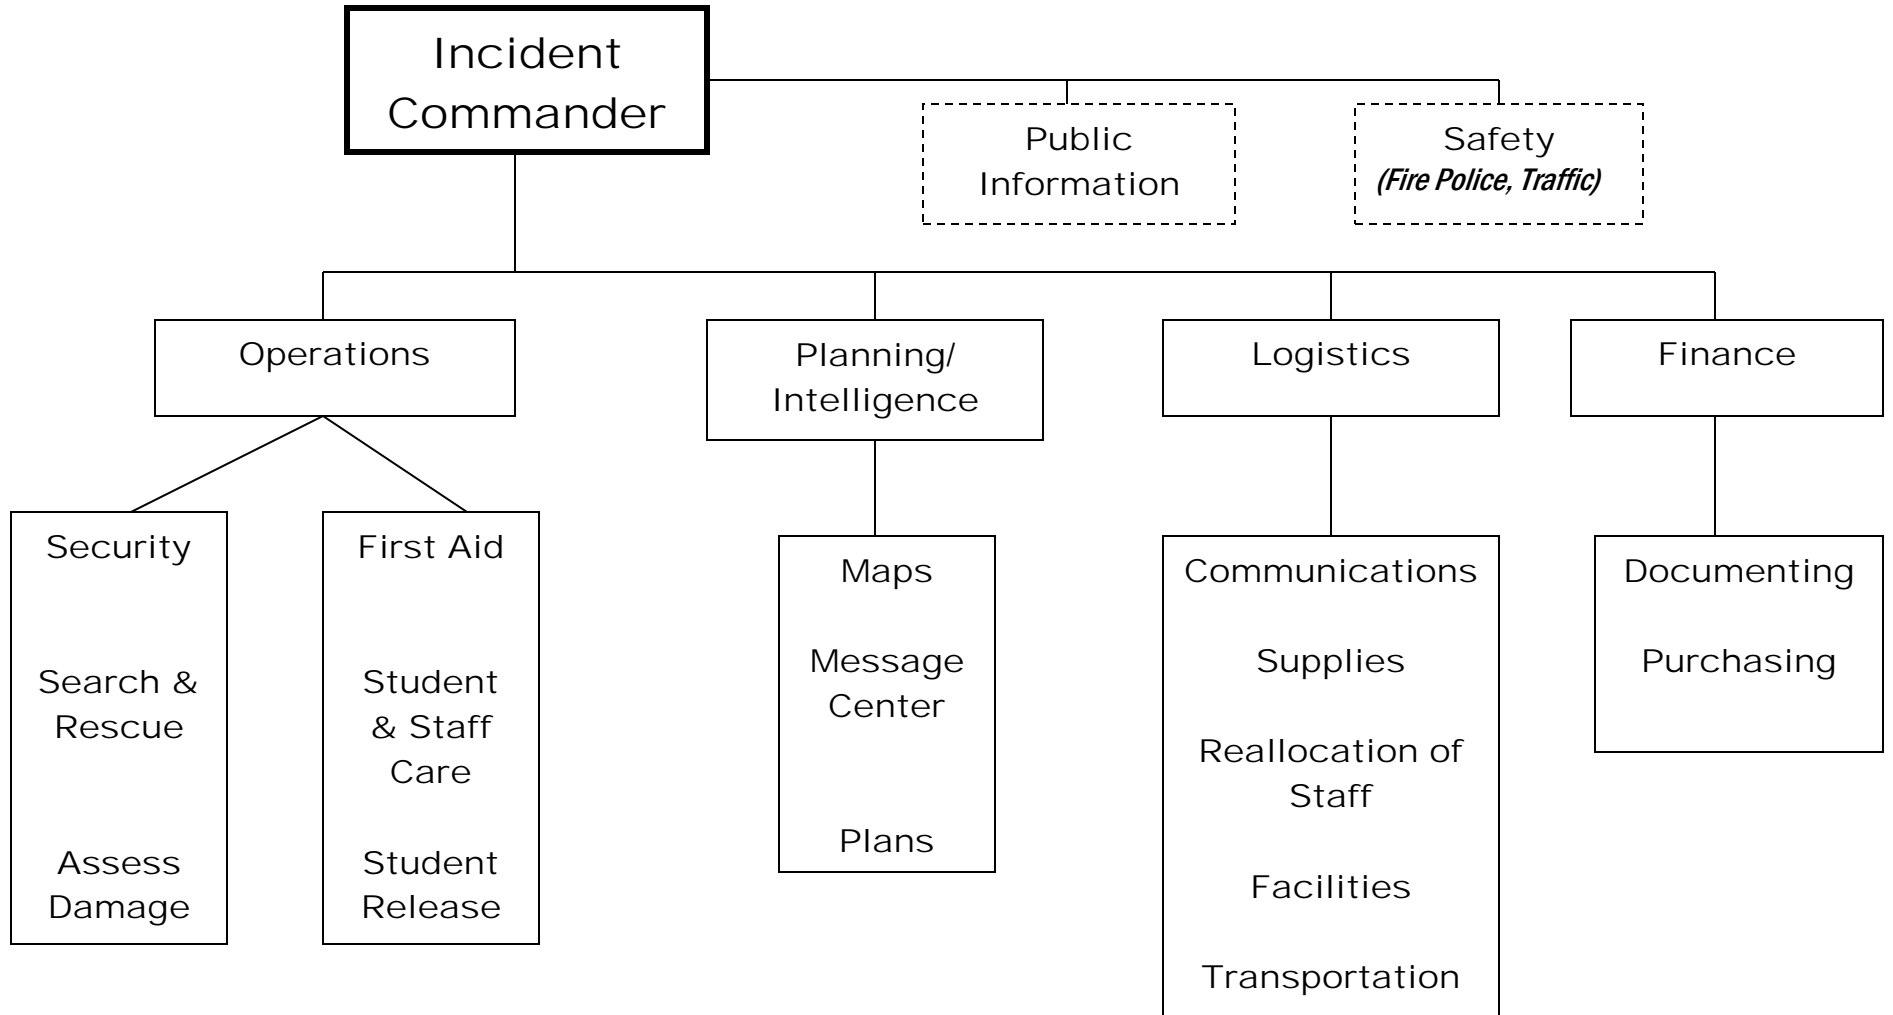 Incident
Commander
Public
Information
Safety
(Fire Police, Traffic)
Operations
Planning/
Intelligence
Logistics
Finance
Security
Search &
Rescue
Assess
Damage
First Aid
Student
& Staff
Care
Student
Release
Maps
Message
Center
Plans
Communications
Supplies
Reallocation of
Staff
Facilities
Transportation
Documenting
Purchasing